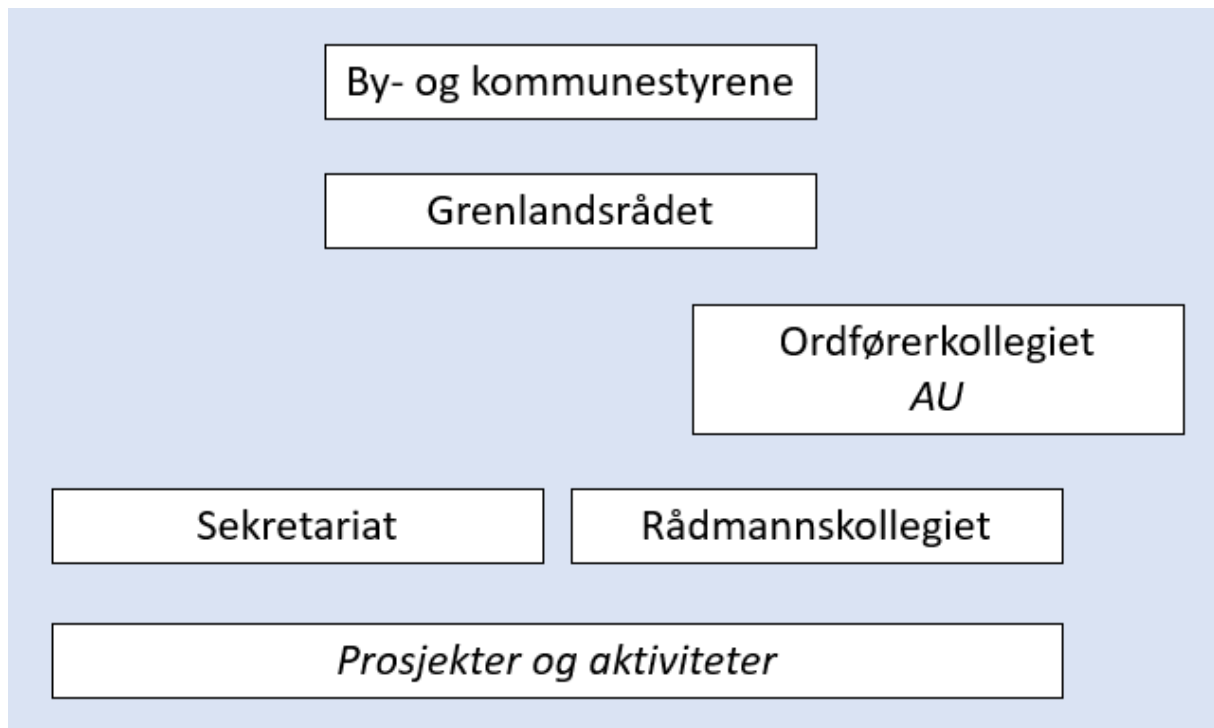 By- og kommunestyrene
Grenlandsrådet
Ordførerkollegiet
AU
Sekretariat
Rådmannskollegiet
Prosjekter og aktiviteter